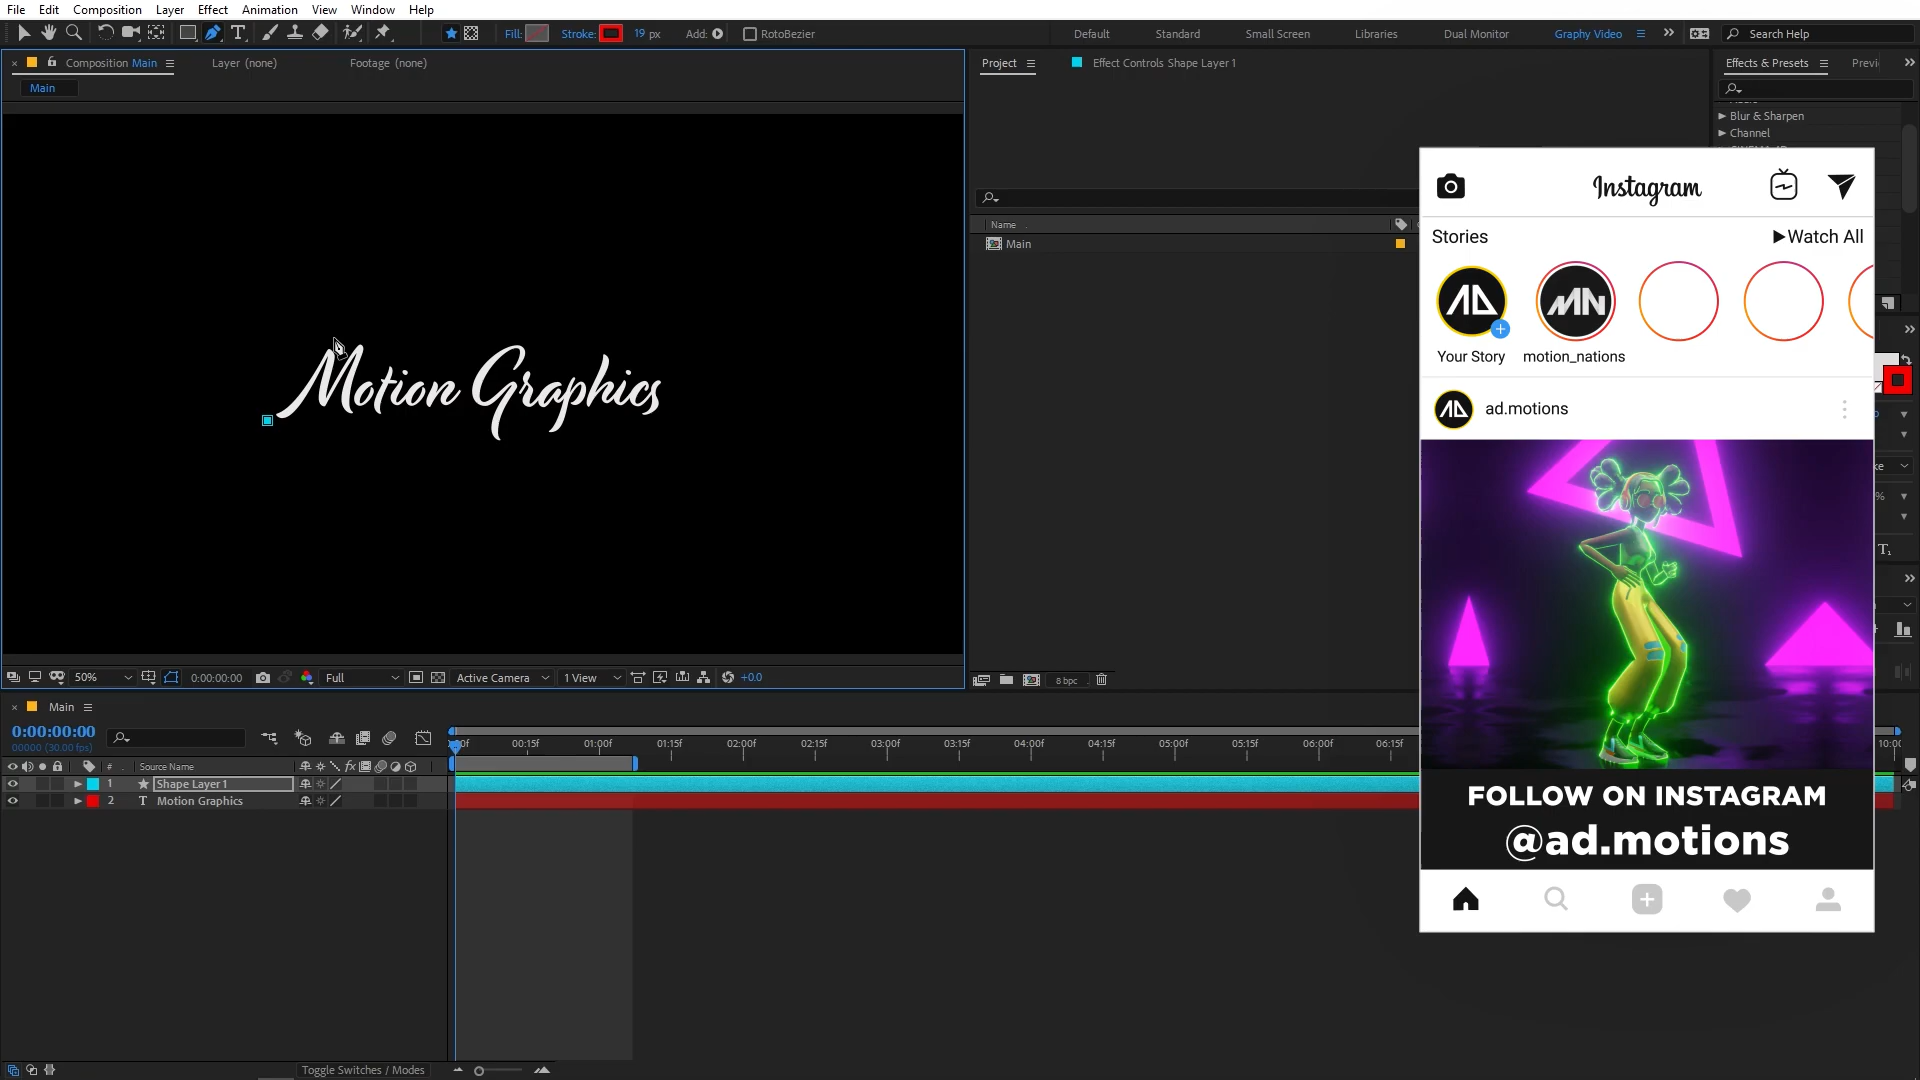 File Edit Composition Layer Effect Animation View Window Help
Fill: Stroke: 19 px Add: RotoBezier
Default Standard Small Screen Libraries Dual Monitor Graphy Video Search Help
Composition Main Layer (none) Footage (none)
Main
Project Effect Controls Shape Layer 1
Effects & Presets
Blur & Sharpen
Channel
Name
Main
Motion Graphics
Instagram
Stories Watch All
Your Story motion_nations
ad.motions
FOLLOW ON INSTAGRAM
@ad.motions
50% 0:00:00:00 Full Active Camera 1 View +0.0
8 bpc
Main
0:00:00:00
00000 (30.00 fps)
00:15f 01:00f 01:15f 02:00f 02:15f 03:00f 03:15f 04:00f 04:15f 05:00f 05:15f 06:00f 06:15f
# Source Name
1 Shape Layer 1
2 T Motion Graphics
Toggle Switches / Modes